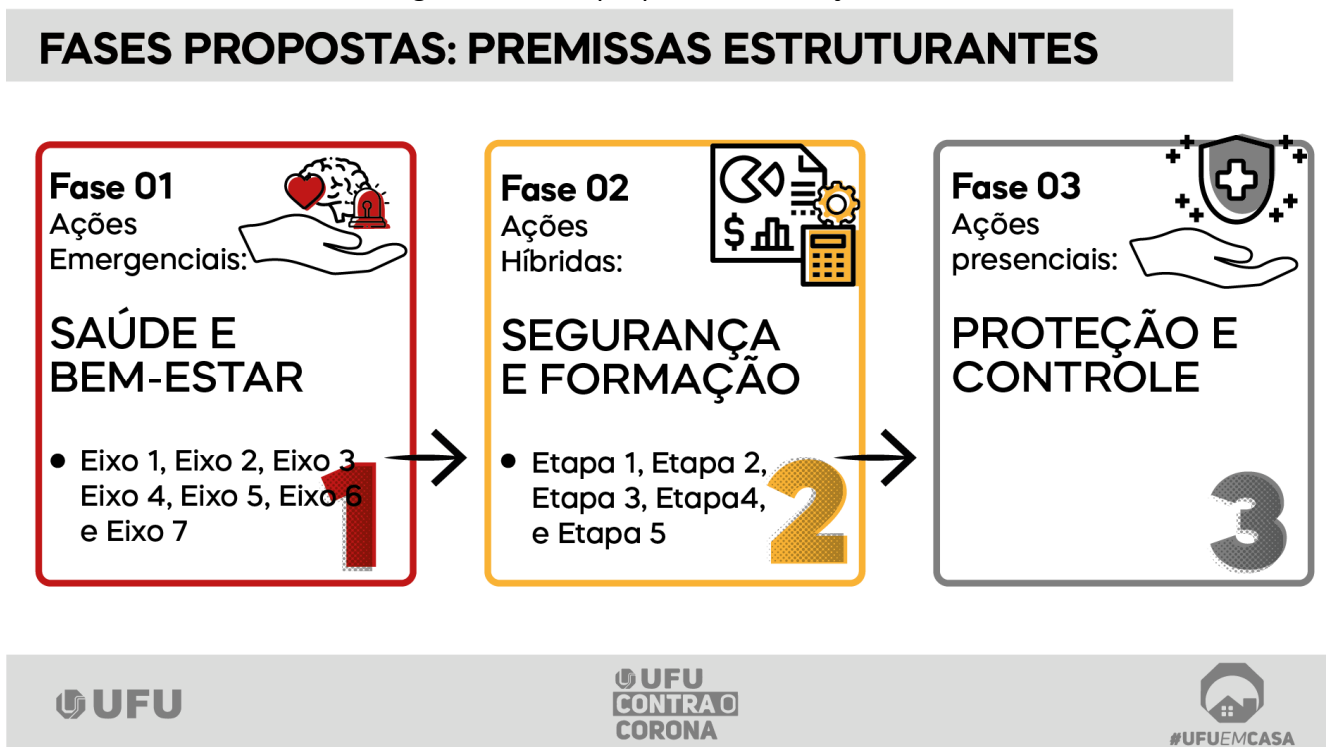 FASES PROPOSTAS: PREMISSAS ESTRUTURANTES
Fase 01
Ações
Emergenciais:
SAÚDE E
BEM-ESTAR
• Eixo 1, Eixo 2, Eixo 3
Eixo 4, Eixo 5, Eixo 6
e Eixo 7
1
Fase 02
Ações
Híbridas:
$
SEGURANÇA
E FORMAÇÃO
• Etapa 1, Etapa 2,
Etapa 3, Etapa4,
e Etapa 5
2
Fase 03
Ações
presenciais:
PROTEÇÃO E
CONTROLE
3
UFU
UFU
CONTRA O
CORONA
#UFUEMCASA